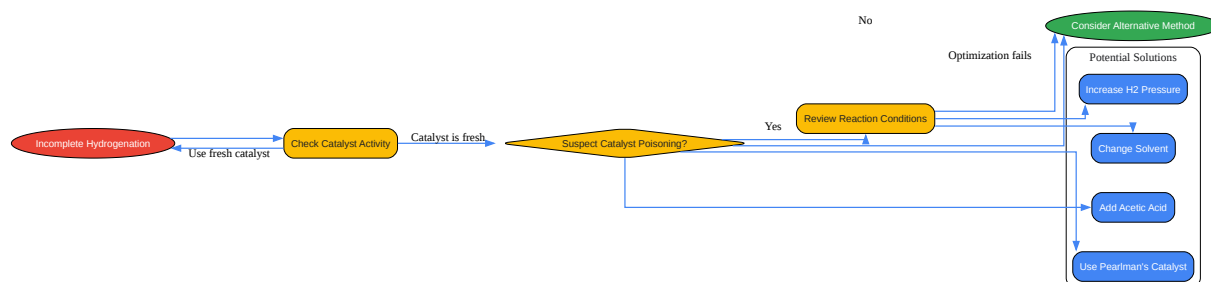 No
Consider Alternative Method
Optimization fails
Potential Solutions
Increase H2 Pressure
Review Reaction Conditions
Yes
Incomplete Hydrogenation
Use fresh catalyst
Check Catalyst Activity
Catalyst is fresh
Suspect Catalyst Poisoning?
Change Solvent
Add Acetic Acid
Use Pearlman's Catalyst